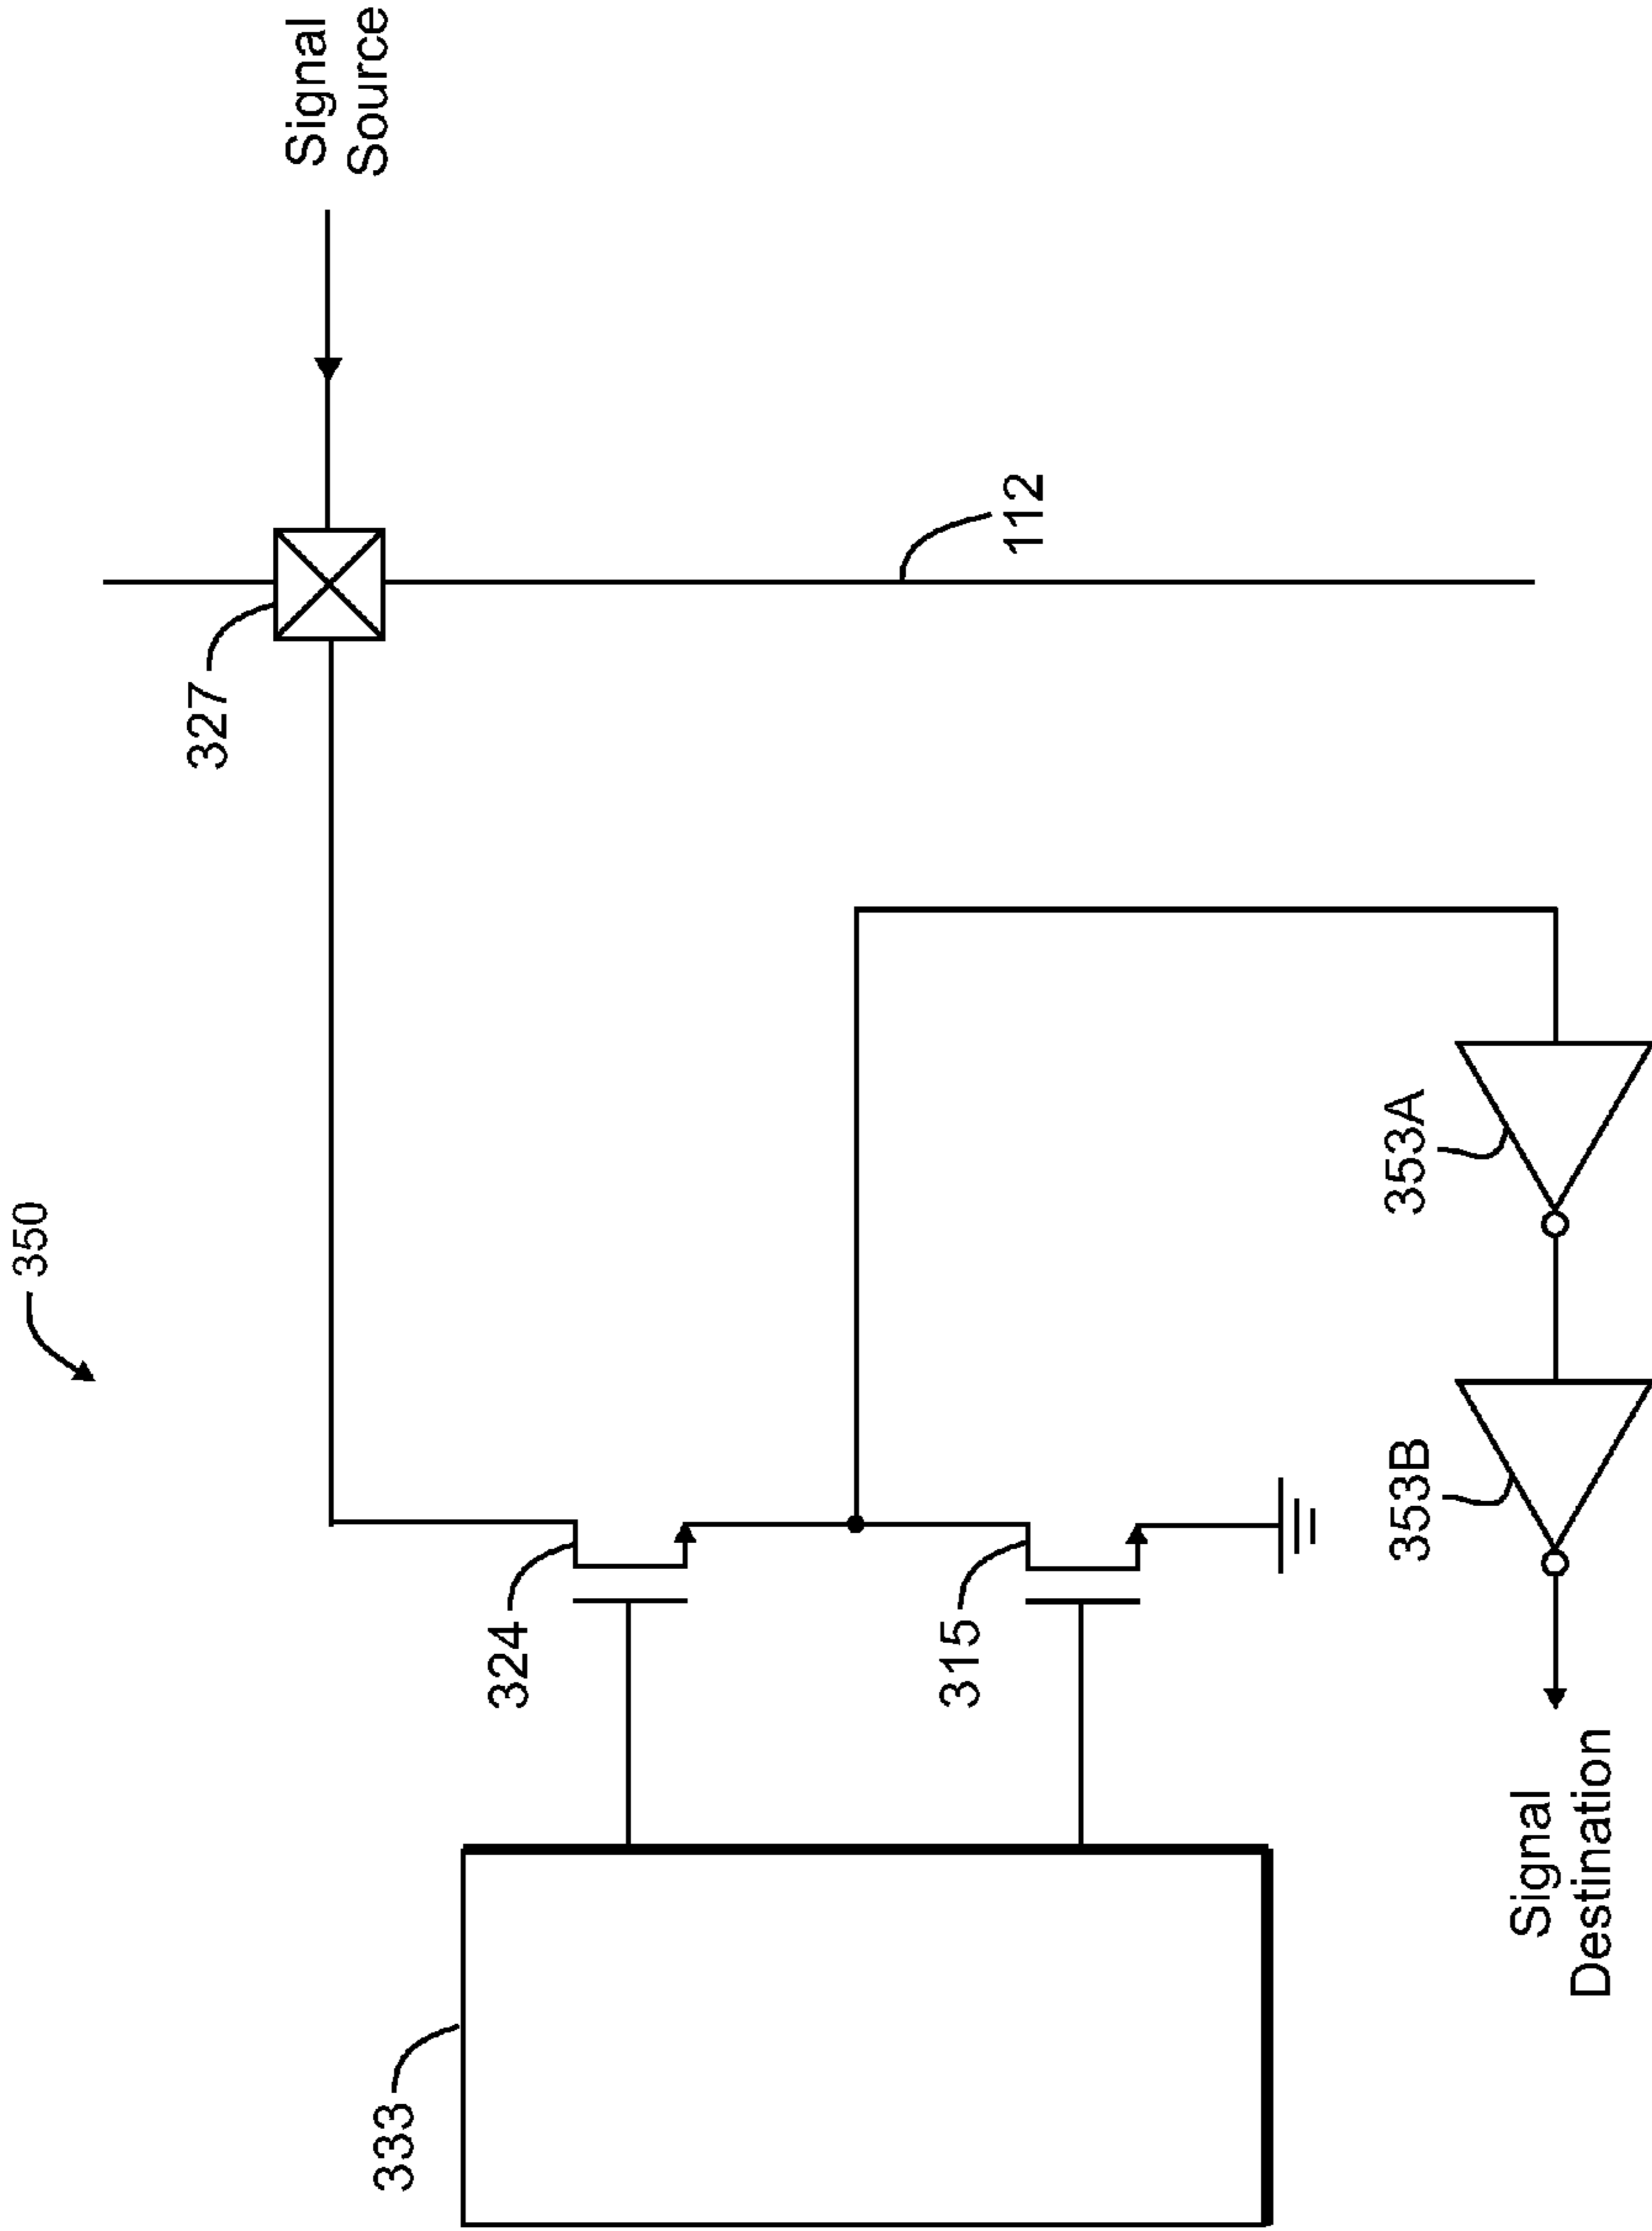 350
Signal
Source
327
112
324
315
333
353A
353B
Signal
Destination